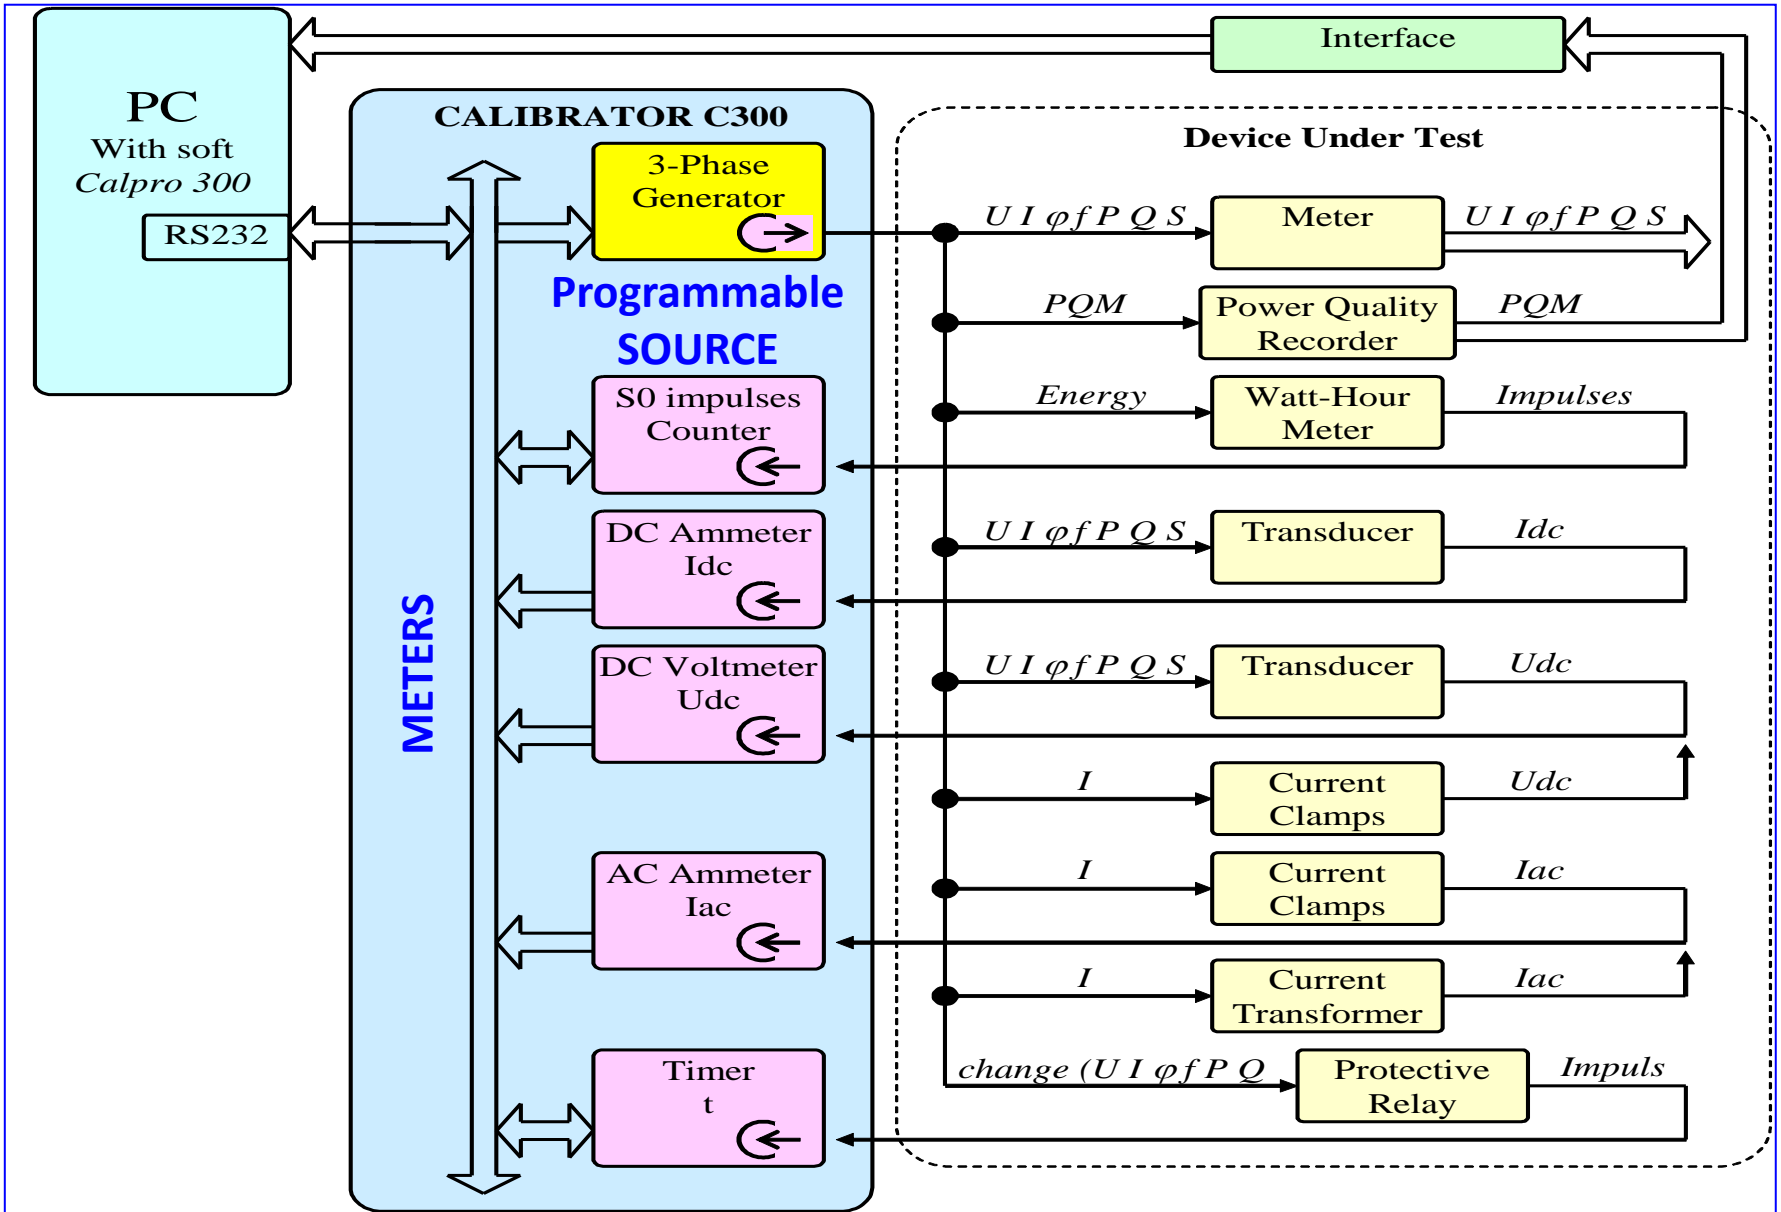 Interface
PC
With soft
Calpro 300
RS232
CALIBRATOR C300
3-Phase
Generator
Programmable
SOURCE
METERS
S0 impulses
Counter
DC Ammeter
Idc
DC Voltmeter
Udc
AC Ammeter
Iac
Timer
t
Device Under Test
U I φ f P Q S
Meter
U I φ f P Q S
PQM
Power Quality
Recorder
PQM
Energy
Watt-Hour
Meter
Impulses
U I φ f P Q S
Transducer
Idc
U I φ f P Q S
Transducer
Udc
I
Current
Clamps
Udc
I
Current
Clamps
Iac
I
Current
Transformer
Iac
change (U I φ f P Q
Protective
Relay
Impuls